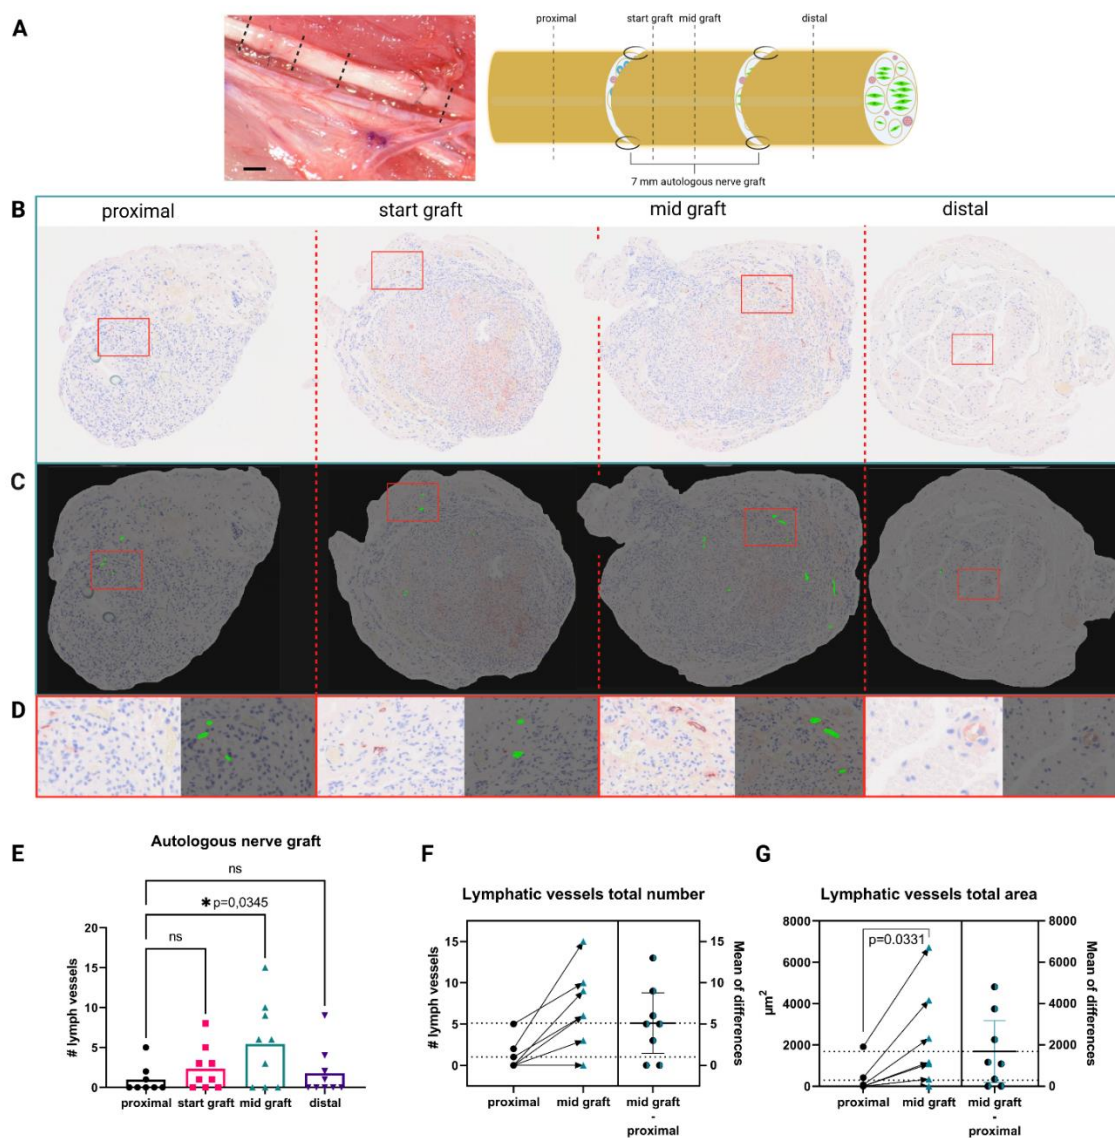 A
proximal
start graft
mid graft
distal
7 mm autologous nerve graft
B
proximal
start graft
mid graft
distal
C
D
E
Autologous nerve graft
ns
* p=0,0345
ns
# lymph vessels
20
15
10
5
0
proximal
start graft
mid graft
distal
F
Lymphatic vessels total number
# lymph vessels
15
10
5
0
15
10
5
0
Mean of differences
proximal
mid graft
mid graft
-
proximal
G
Lymphatic vessels total area
p=0.0331
µm²
8000
6000
4000
2000
0
8000
6000
4000
2000
0
Mean of differences
proximal
mid graft
mid graft
-
proximal